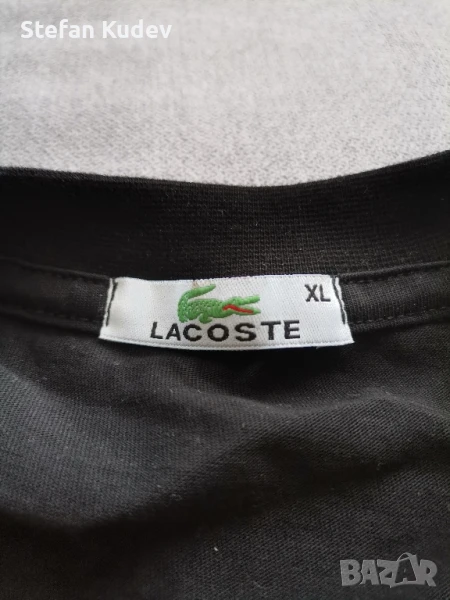 Stefan Kudev
XL
LACOSTE
BAZAR